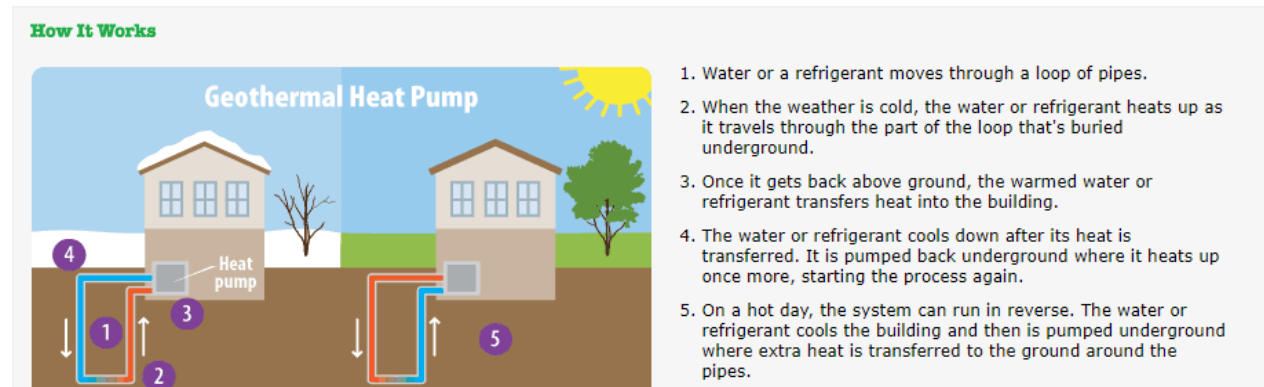 How It Works
Geothermal Heat Pump
4
Heat
pump
3
1
2
5
1. Water or a refrigerant moves through a loop of pipes.
2. When the weather is cold, the water or refrigerant heats up as
it travels through the part of the loop that's buried
underground.
3. Once it gets back above ground, the warmed water or
refrigerant transfers heat into the building.
4. The water or refrigerant cools down after its heat is
transferred. It is pumped back underground where it heats up
once more, starting the process again.
5. On a hot day, the system can run in reverse. The water or
refrigerant cools the building and then is pumped underground
where extra heat is transferred to the ground around the
pipes.